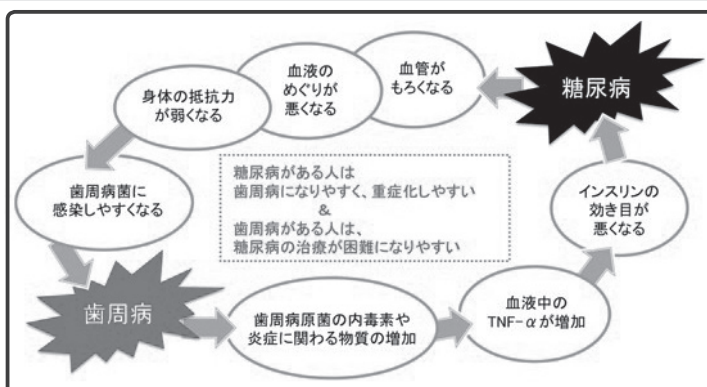 糖尿病
血管が
もろくなる
血液の
めぐりが
悪くなる
身体の抵抗力
が弱くなる
歯周病菌に
感染しやすくなる
歯周病
歯周病原菌の内毒素や
炎症に関わる物質の増加
血液中の
TNF-αが増加
インスリンの
効き目が
悪くなる
糖尿病がある人は
歯周病になりやすく、重症化しやすい
&
歯周病がある人は、
糖尿病の治療が困難になりやすい